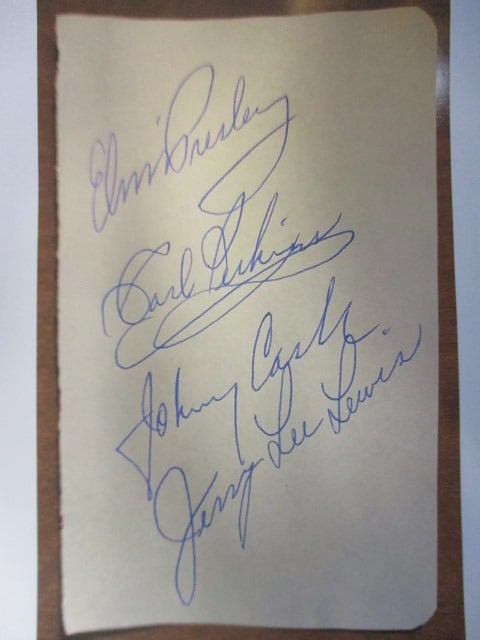 Elvis Presley
Carl Perkins
Johnny Cash
Jerry Lee Lewis